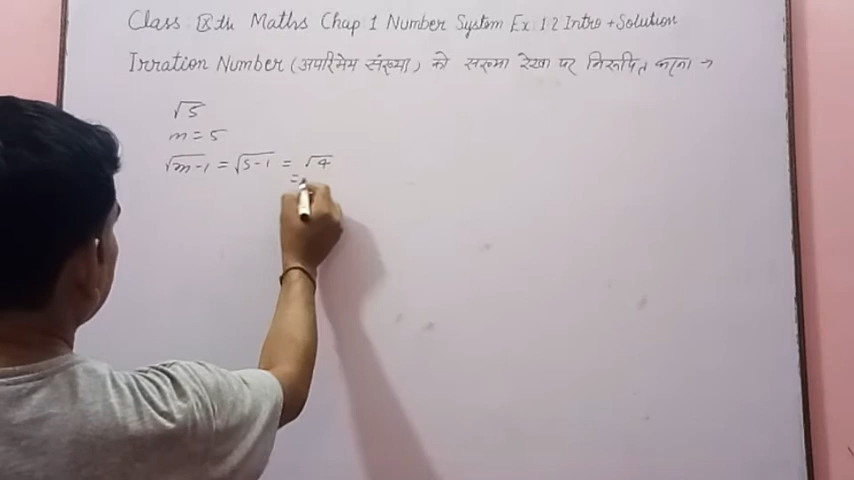 Class IXth Maths Chap 1 Number System Ex 1.2 Intro + Solution
Irration Number (अपरिमेय संख्या) को संख्या रेखा पर निरूपित करना →
√5
m = 5
√m-1 = √5-1 = √4
=